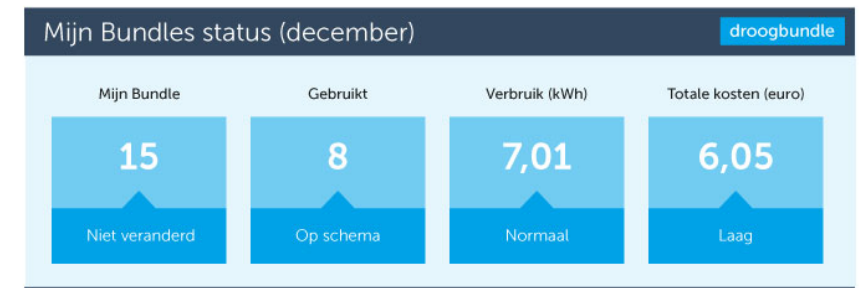 Mijn Bundles status (december)
droogbundle
Mijn Bundle
Gebruikt
Verbruik (kWh)
Totale kosten (euro)
15
8
7,01
6,05
Niet veranderd
Op schema
Normaal
Laag